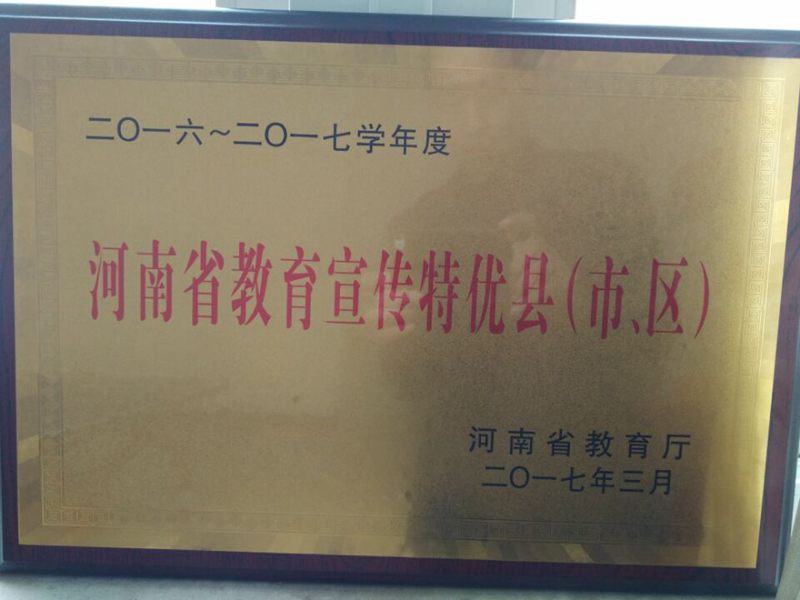 二〇一六～二〇一七学年度
河南省教育宣传特优县（市、区）
河南省教育厅
二〇一七年三月